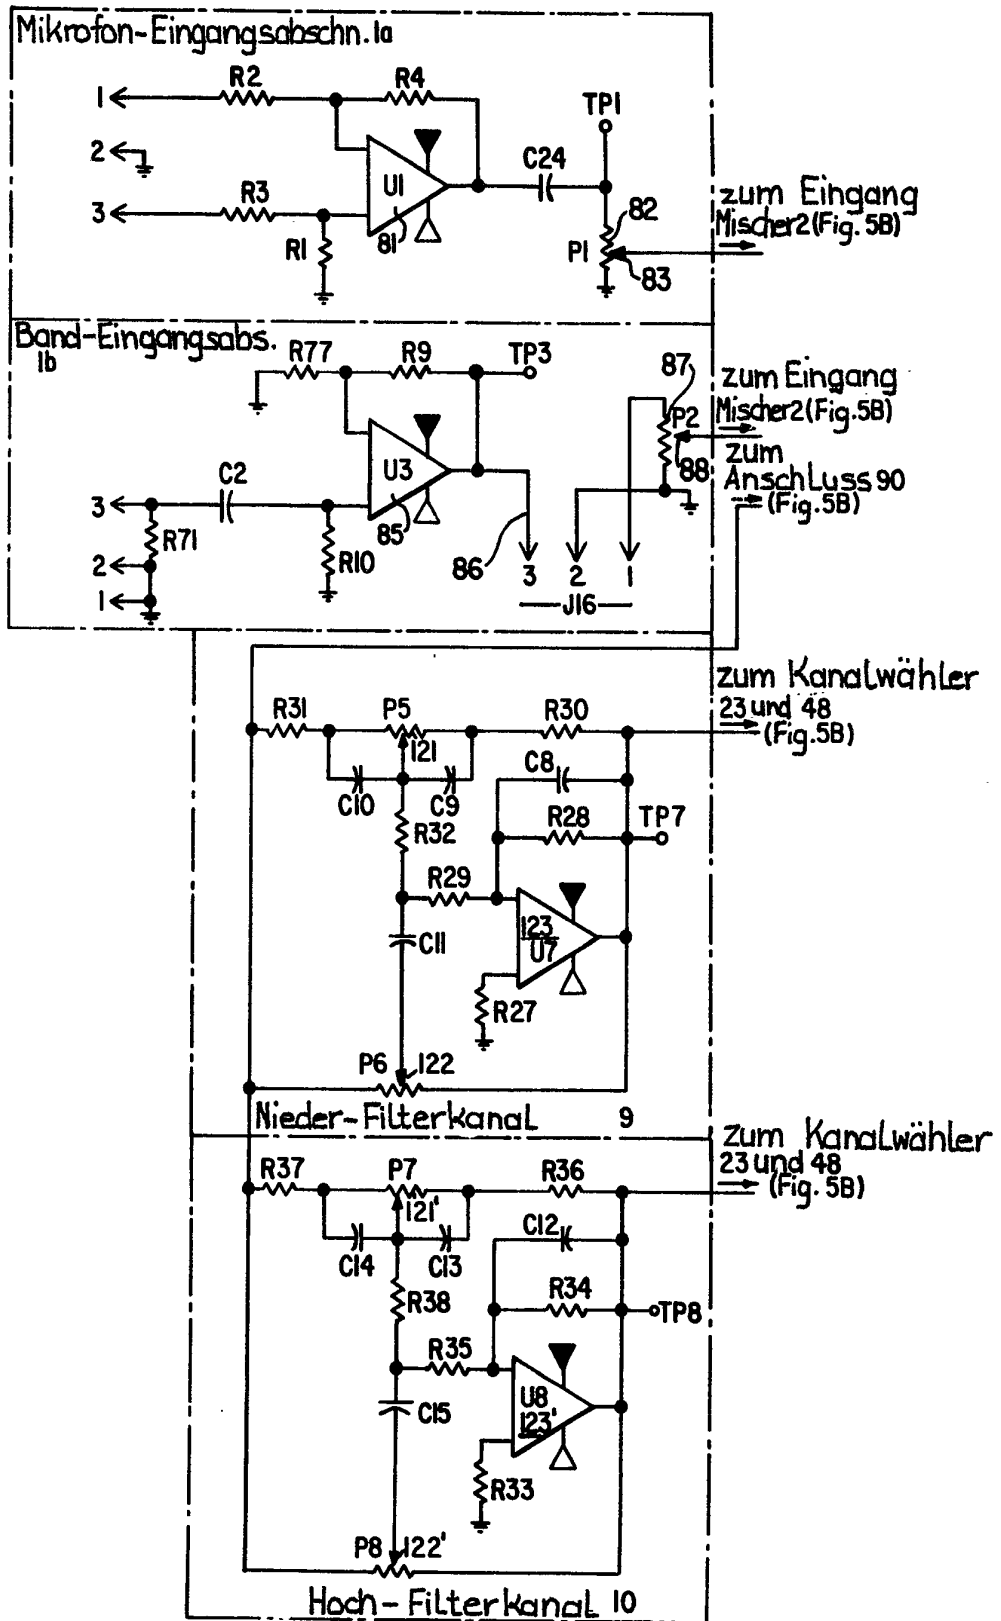 Mikrofon-Eingangsabschn. 1a
R2
R4
TP1
1
2
C24
U1
R3
3
81
R1
82
P1
83
zum Eingang
Mischer2 (Fig. 5B)
Band-Eingangsabs.
1b
R77
R9
TP3
87
P2
88
zum Eingang
Mischer2 (Fig. 5B)
zum
Anschluss 90
(Fig. 5B)
U3
C2
3
85
R71
R10
2
1
86
3 2 1
J16
zum Kanalwähler
23 und 48
(Fig. 5B)
R31
P5
R30
121
C8
C10
C9
R32
R28
TP7
R29
123
U7
C11
R27
P6
122
Nieder-Filterkanal 9
zum Kanalwähler
23 und 48
(Fig. 5B)
R37
P7
R36
121'
C12
C14
C13
R38
R34
TP8
R35
U8
123'
C15
R33
P8
122'
Hoch-Filterkanal 10